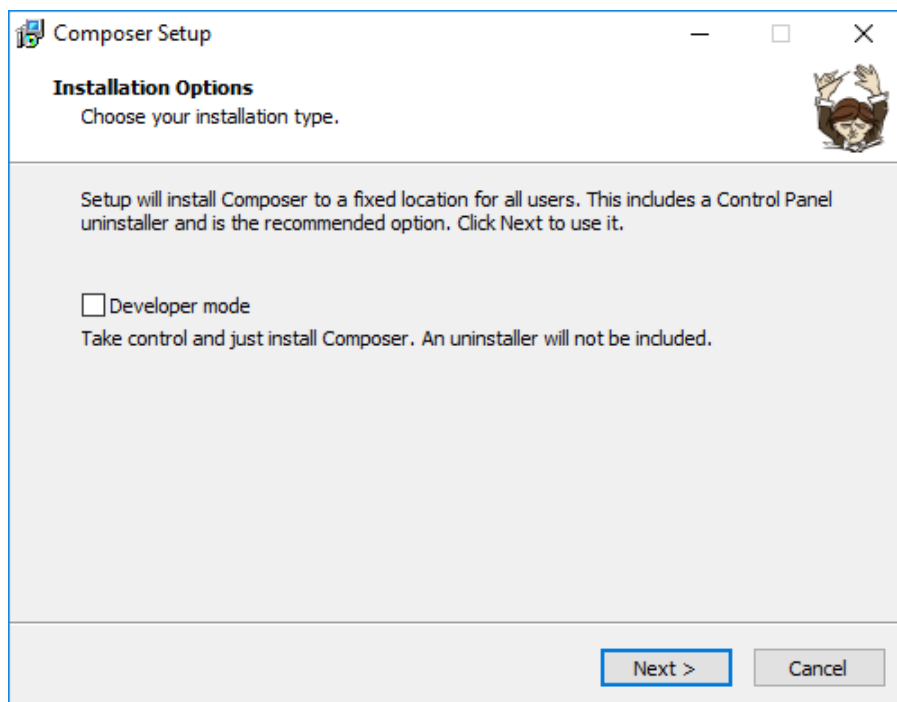 Composer Setup
Installation Options
Choose your installation type.
Setup will install Composer to a fixed location for all users. This includes a Control Panel
uninstaller and is the recommended option. Click Next to use it.
Developer mode
Take control and just install Composer. An uninstaller will not be included.
Next >
Cancel